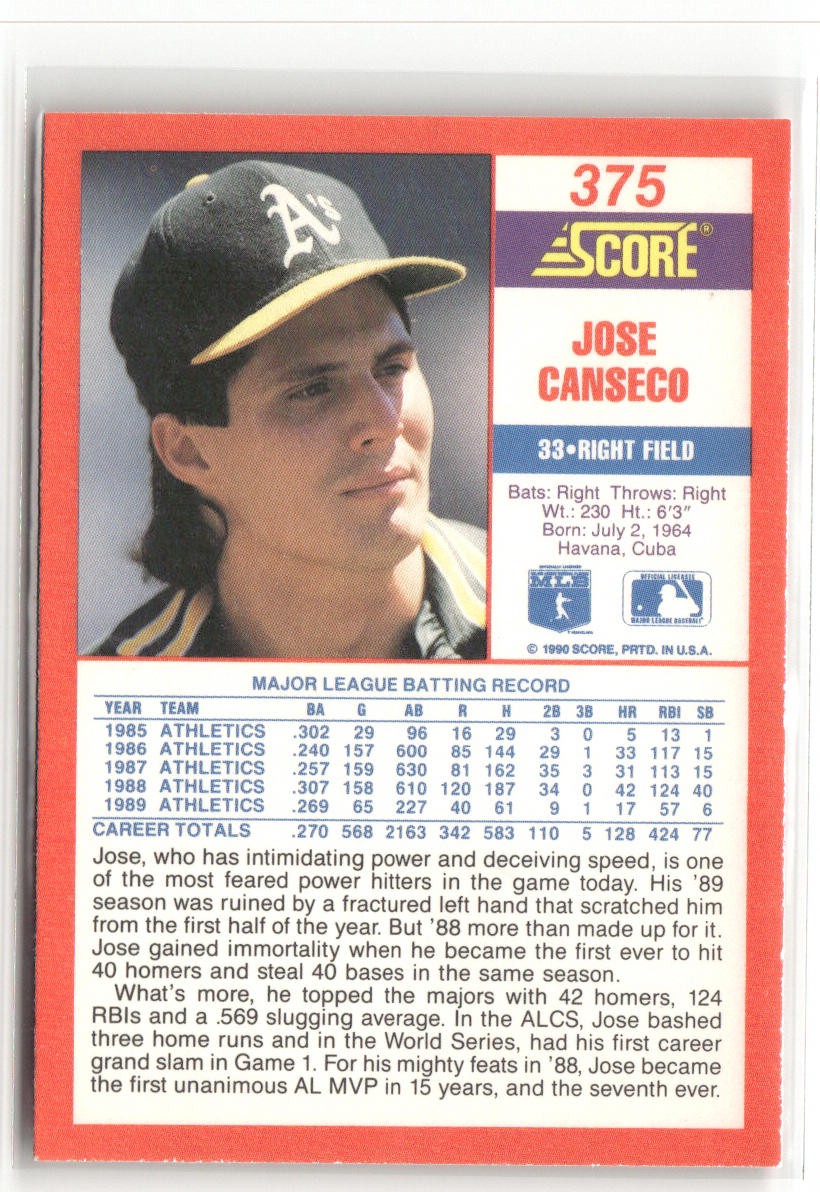 A's
375
SCORE®
JOSE
CANSECO
33•RIGHT FIELD
Bats: Right Throws: Right
Wt.: 230 Ht.: 6'3"
Born: July 2, 1964
Havana, Cuba
OFFICIALLY LICENSED
MLB
OFFICIAL LICENSEE
MAJOR LEAGUE BASEBALL
© 1990 SCORE, PRTD. IN U.S.A.
MAJOR LEAGUE BATTING RECORD
YEAR TEAM BA G AB R H 2B 3B HR RBI SB
1985 ATHLETICS .302 29 96 16 29 3 0 5 13 1
1986 ATHLETICS .240 157 600 85 144 29 1 33 117 15
1987 ATHLETICS .257 159 630 81 162 35 3 31 113 15
1988 ATHLETICS .307 158 610 120 187 34 0 42 124 40
1989 ATHLETICS .269 65 227 40 61 9 1 17 57 6
CAREER TOTALS .270 568 2163 342 583 110 5 128 424 77
Jose, who has intimidating power and deceiving speed, is one
of the most feared power hitters in the game today. His '89
season was ruined by a fractured left hand that scratched him
from the first half of the year. But '88 more than made up for it.
Jose gained immortality when he became the first ever to hit
40 homers and steal 40 bases in the same season.
What's more, he topped the majors with 42 homers, 124
RBIs and a .569 slugging average. In the ALCS, Jose bashed
three home runs and in the World Series, had his first career
grand slam in Game 1. For his mighty feats in '88, Jose became
the first unanimous AL MVP in 15 years, and the seventh ever.